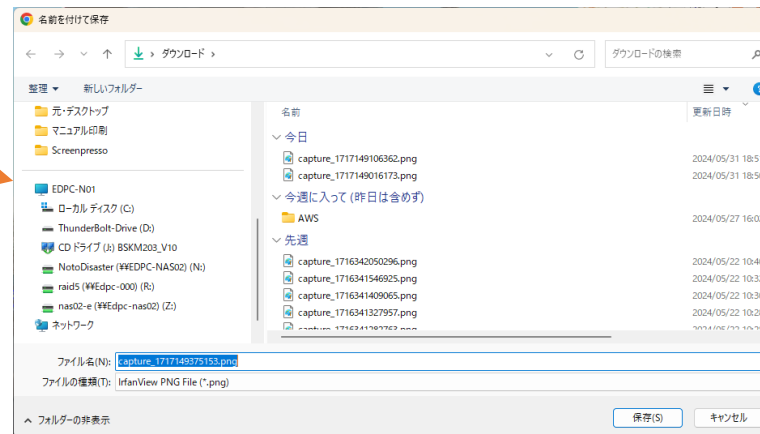 名前を付けて保存
ダウンロード
ダウンロードの検索
整理 新しいフォルダー
元・デスクトップ
マニュアル印刷
Screenpresso
EDPC-N01
ローカル ディスク (C:)
ThunderBolt-Drive (D:)
CD ドライブ (J:) BSKM203_V10
NotoDisaster (¥¥EDPC-NAS02) (N:)
raid5 (¥¥Edpc-000) (R:)
nas02-e (¥¥Edpc-nas02) (Z:)
ネットワーク
名前 更新日時
今日
capture_1717149106362.png 2024/05/31 18:5
capture_1717149016173.png 2024/05/31 18:5
今週に入って (昨日は含めず)
AWS 2024/05/27 16:0
先週
capture_1716342050296.png 2024/05/22 10:4
capture_1716341546925.png 2024/05/22 10:3
capture_1716341409065.png 2024/05/22 10:3
capture_1716341327957.png 2024/05/22 10:2
capture_1716341282763.png
ファイル名(N): capture_1717149375153.png
ファイルの種類(T): IrfanView PNG File (*.png)
フォルダーの非表示 保存(S) キャンセル